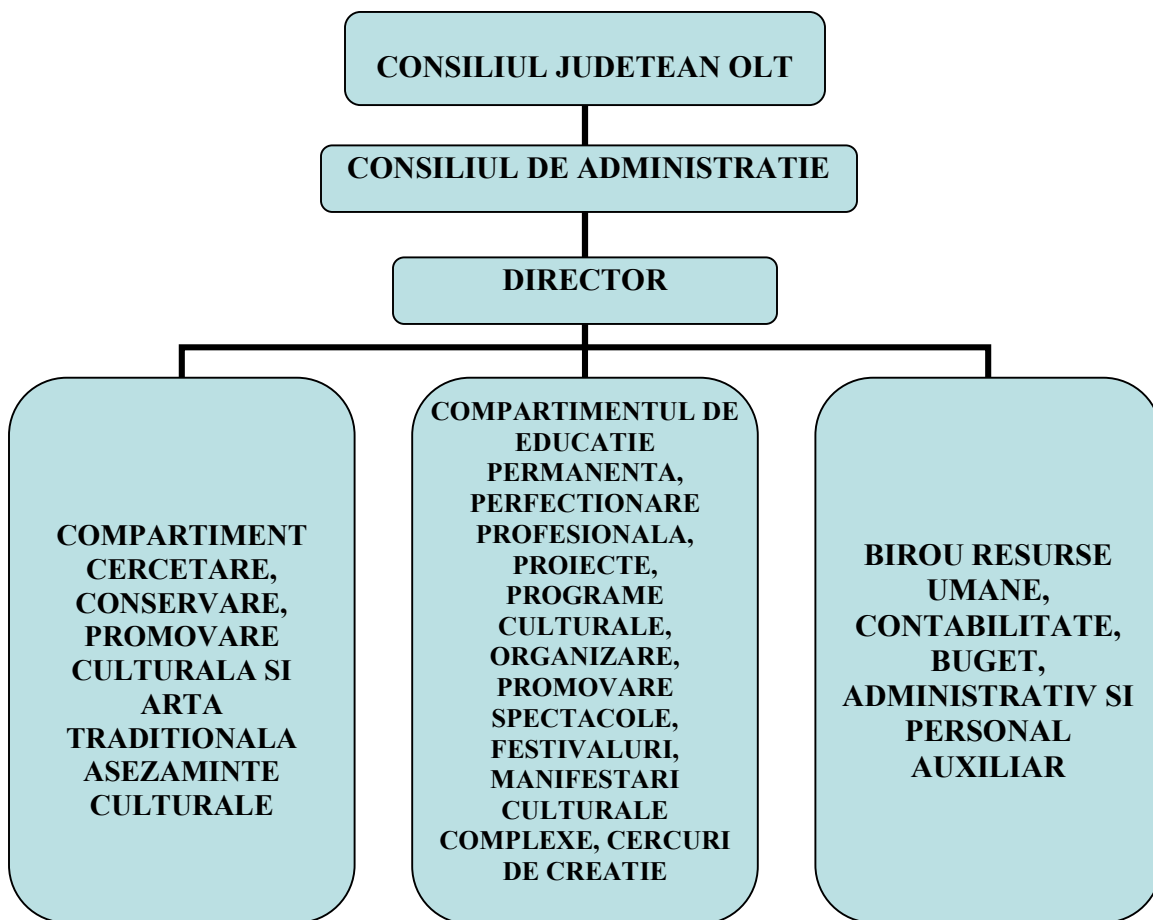 CONSILIUL JUDETEAN OLT
CONSILIUL DE ADMINISTRATIE
DIRECTOR
COMPARTIMENT
CERCETARE,
CONSERVARE,
PROMOVARE
CULTURALA SI
ARTA
TRADITIONALA
ASEZAMINTE
CULTURALE
COMPARTIMENTUL DE
EDUCATIE
PERMANENTA,
PERFECTIONARE
PROFESIONALA,
PROIECTE,
PROGRAME
CULTURALE,
ORGANIZARE,
PROMOVARE
SPECTACOLE,
FESTIVALURI,
MANIFESTARI
CULTURALE
COMPLEXE, CERCURI
DE CREATIE
BIROU RESURSE
UMANE,
CONTABILITATE,
BUGET,
ADMINISTRATIV SI
PERSONAL
AUXILIAR